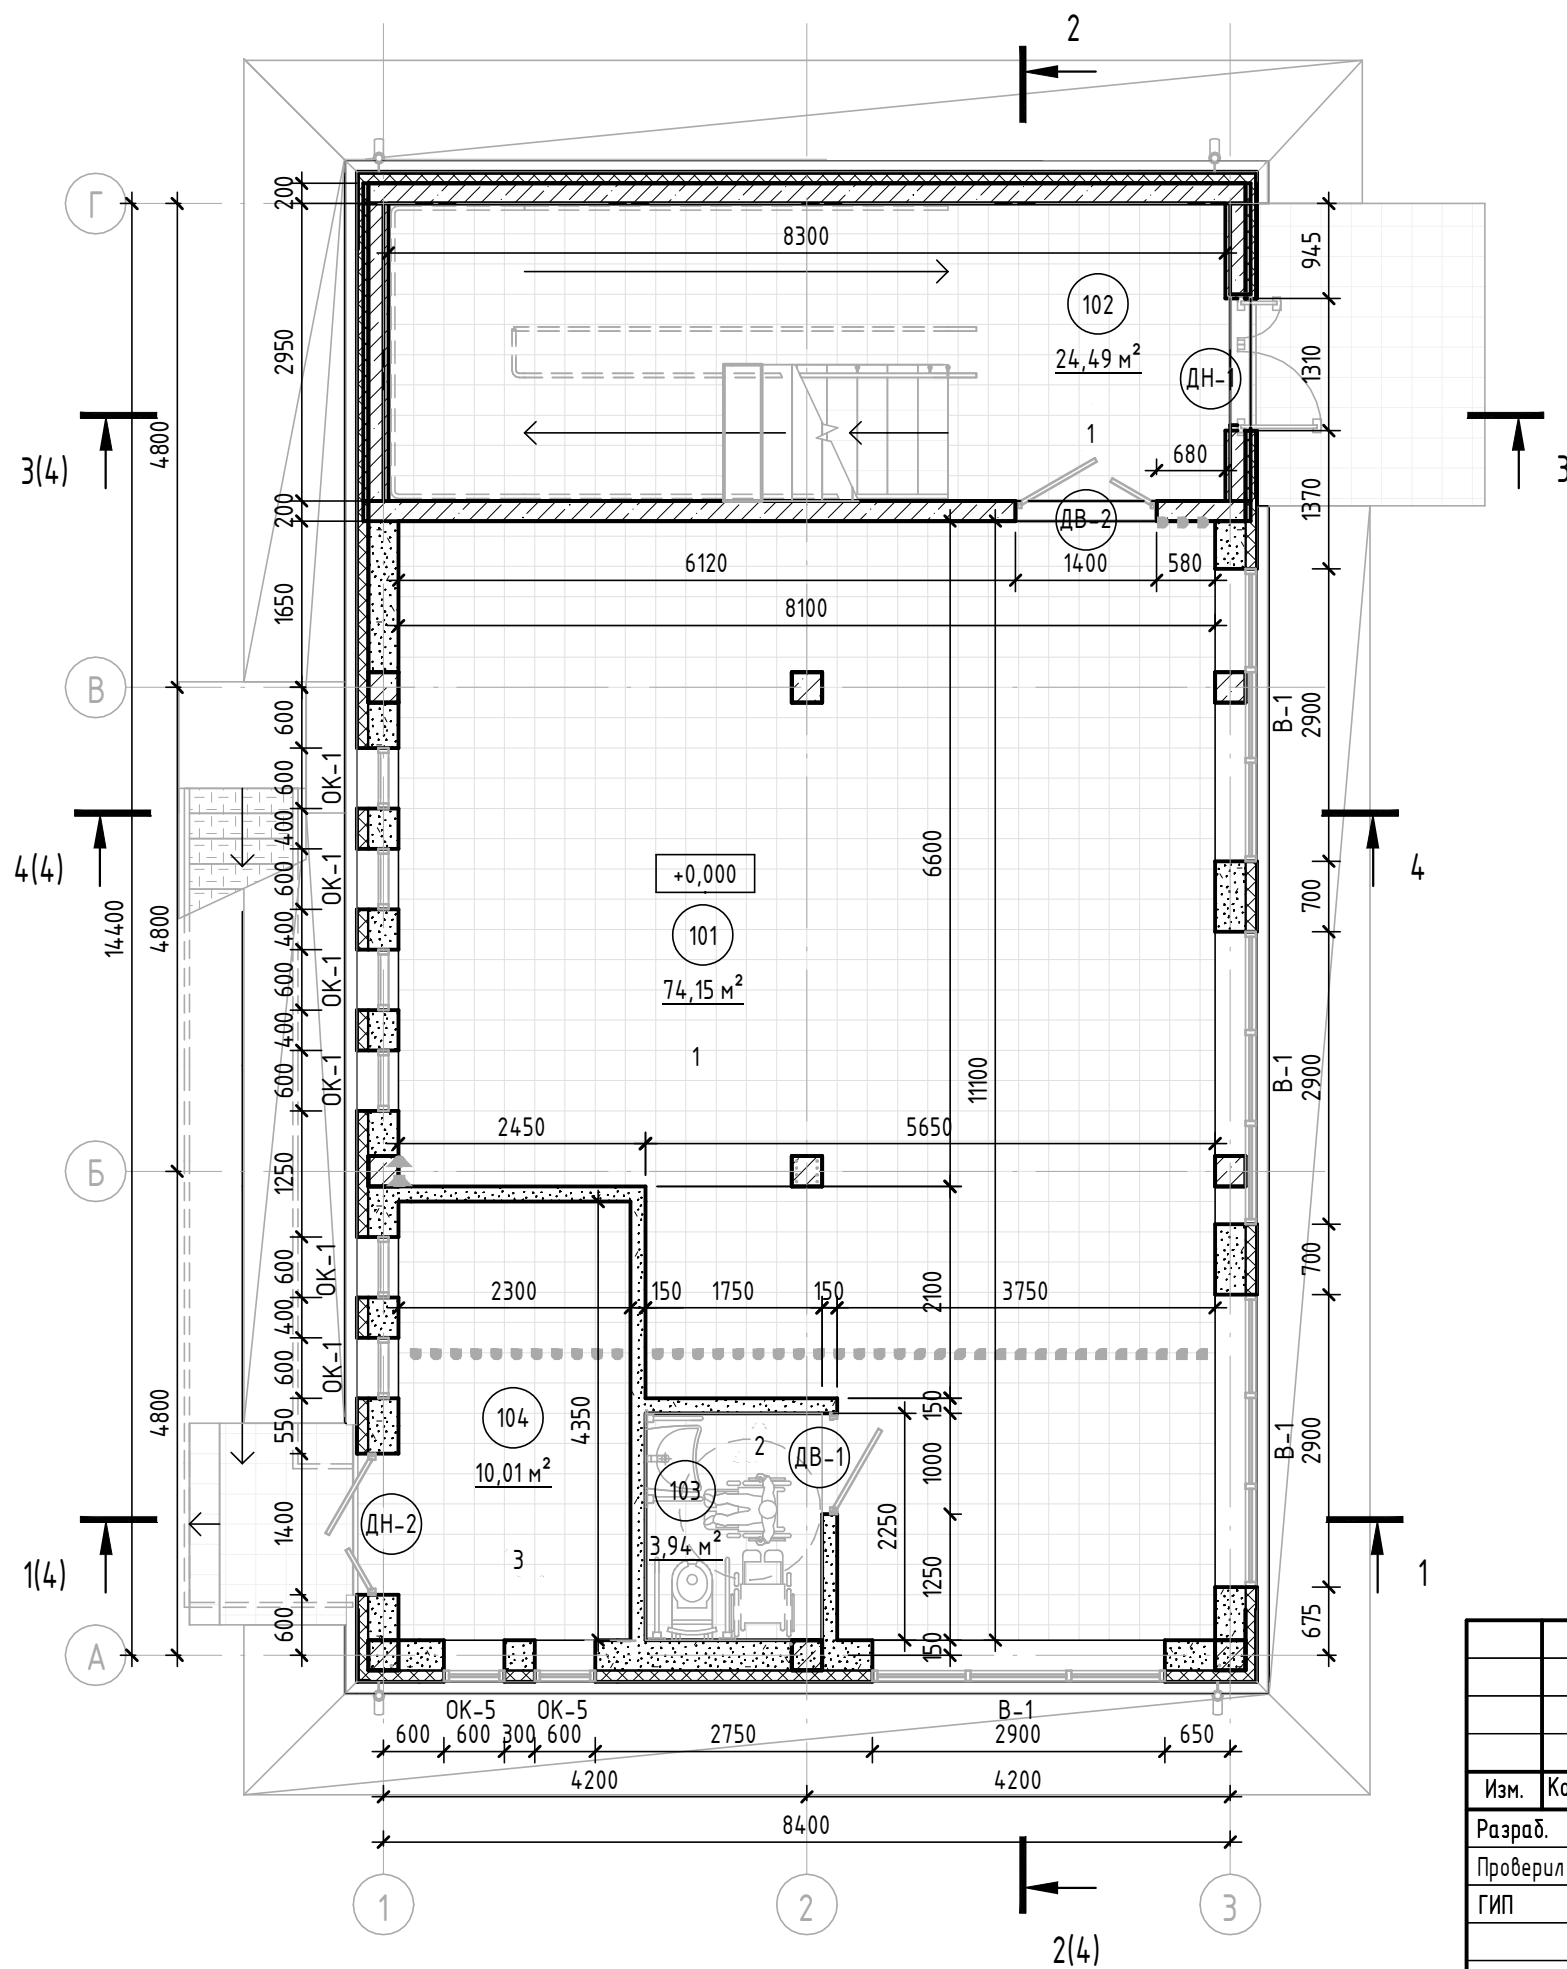 2
Г
200
8300
945
102
24,49 м²
ДН-1
1310
2950
4800
3(4)
3
1
680
1370
200
ДВ-2
6120
1400
580
1650
8100
В
600
В-1
2900
600
ОК-1
400
4(4)
4
6600
+0,000
600
ОК-1
700
14400
4800
400
101
74,15 м²
600
ОК-1
400
1
11100
600
ОК-1
В-1
2900
2450
5650
Б
1250
600
ОК-1
700
2300
150
1750
150
2100
3750
400
600
ОК-1
4800
550
104
10,01 м²
4350
150
2
ДВ-1
1000
В-1
2900
103
3,94 м²
2250
1400
ДН-2
3
1250
1(4)
1
600
675
А
150
ОК-5
ОК-5
В-1
600
600
300
600
2750
2900
650
4200
4200
8400
Изм.
Ко
Разраб.
Проверил
ГИП
1
2
3
2(4)